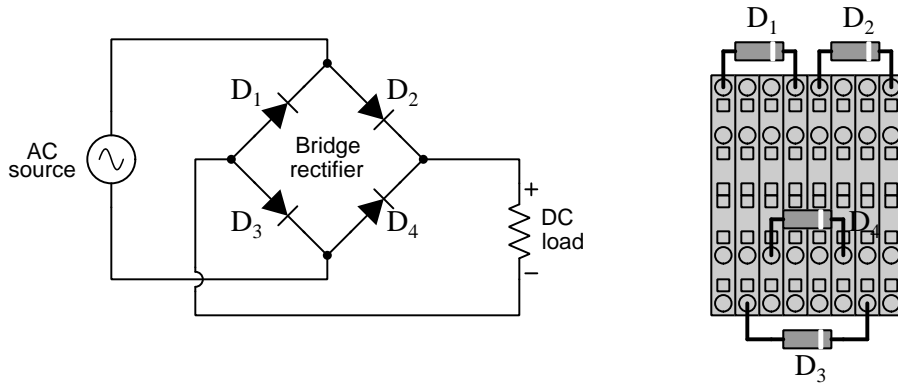 D₁
D₂
D₃
D₄
AC
source
Bridge
rectifier
+
DC
load
−
D₁
D₂
D₄
D₃